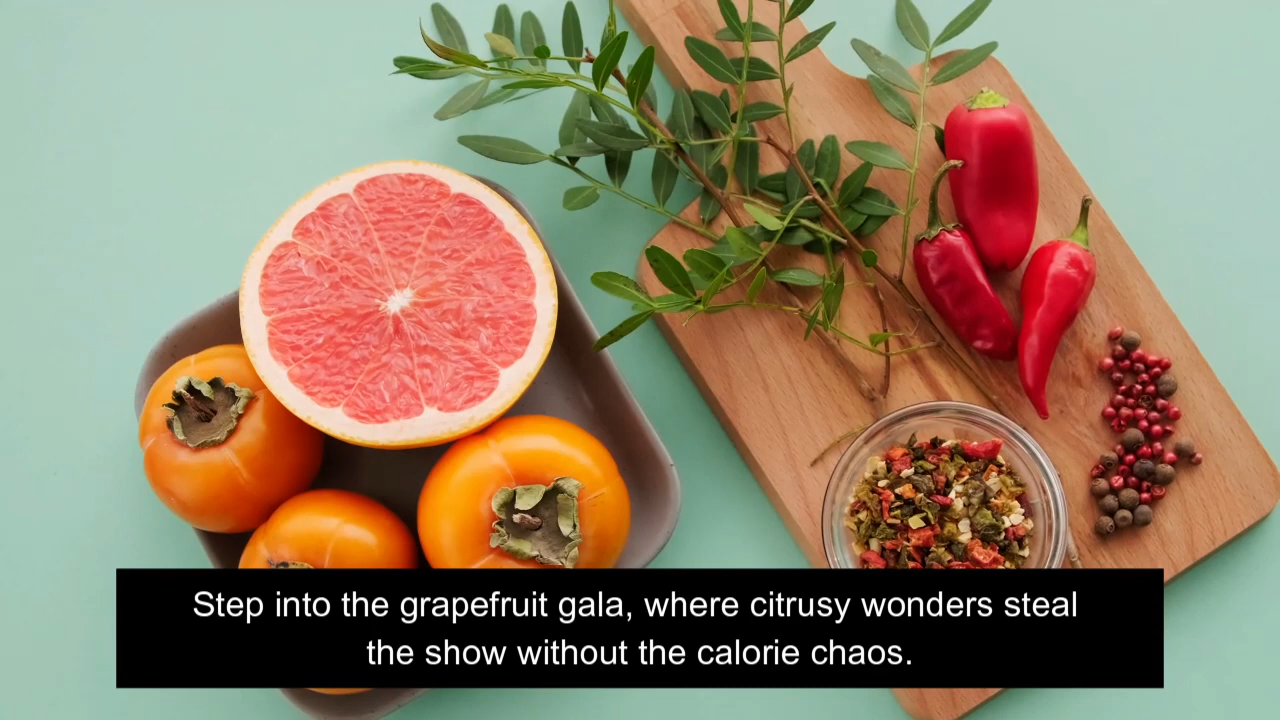 Step into the grapefruit gala, where citrusy wonders steal
the show without the calorie chaos.